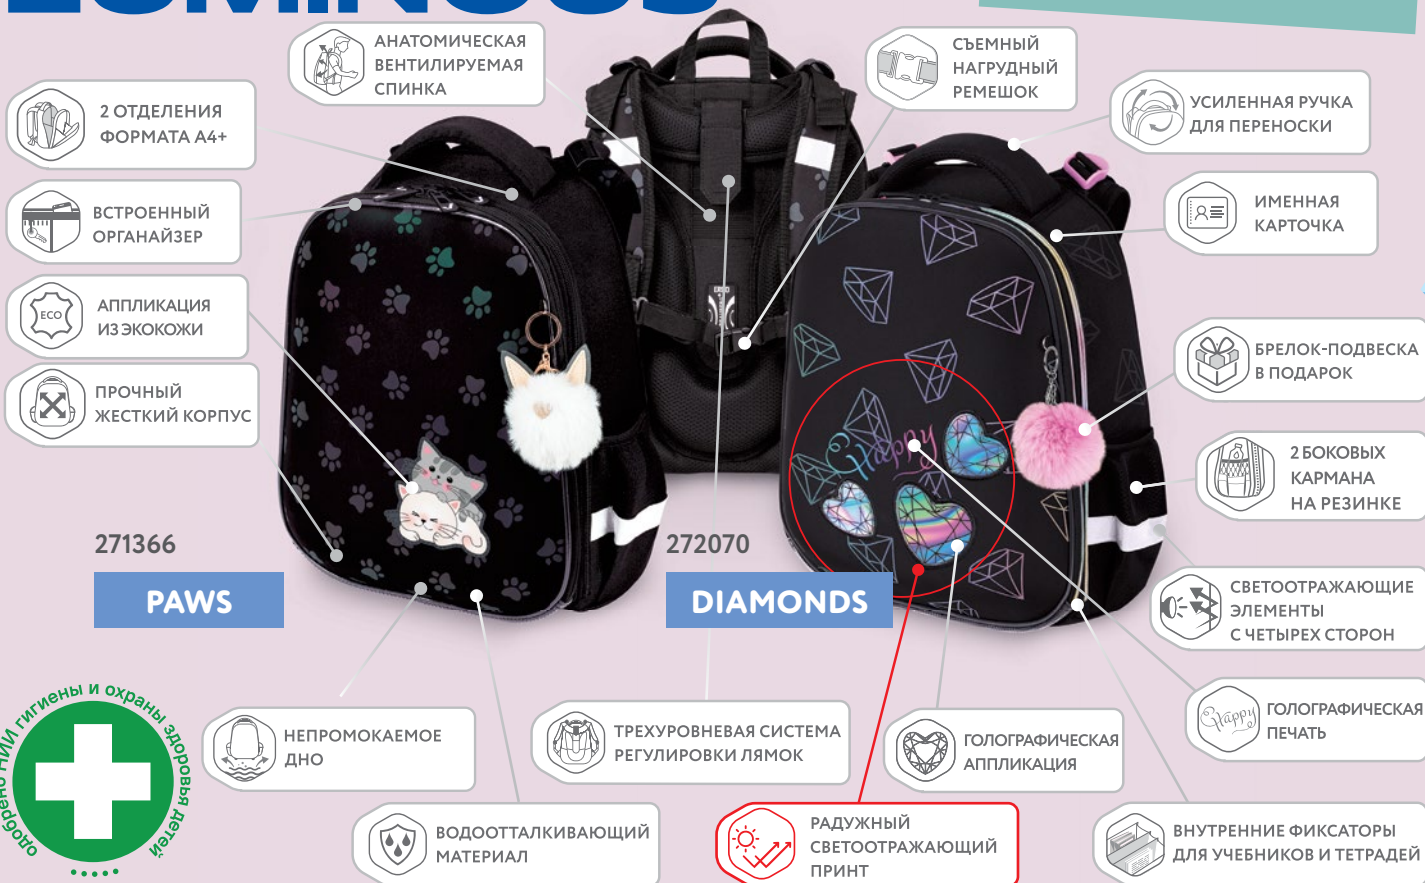 LUMINOUS
АНАТОМИЧЕСКАЯ
ВЕНТИЛИРУЕМАЯ
СПИНКА
СЪЕМНЫЙ
НАГРУДНЫЙ
РЕМЕШОК
2 ОТДЕЛЕНИЯ
ФОРМАТА А4+
УСИЛЕННАЯ РУЧКА
ДЛЯ ПЕРЕНОСКИ
ВСТРОЕННЫЙ
ОРГАНАЙЗЕР
ИМЕННАЯ
КАРТОЧКА
ECO
АППЛИКАЦИЯ
ИЗ ЭКОКОЖИ
БРЕЛОК-ПОДВЕСКА
В ПОДАРОК
ПРОЧНЫЙ
ЖЕСТКИЙ КОРПУС
Happy
2 БОКОВЫХ
КАРМАНА
НА РЕЗИНКЕ
271366
PAWS
272070
DIAMONDS
СВЕТООТРАЖАЮЩИЕ
ЭЛЕМЕНТЫ
С ЧЕТЫРЕХ СТОРОН
одобрено НИИ гигиены и охраны здоровья детей
НЕПРОМОКАЕМОЕ
ДНО
ТРЕХУРОВНЕВАЯ СИСТЕМА
РЕГУЛИРОВКИ ЛЯМОК
ГОЛОГРАФИЧЕСКАЯ
АППЛИКАЦИЯ
Happy
ГОЛОГРАФИЧЕСКАЯ
ПЕЧАТЬ
ВОДООТТАЛКИВАЮЩИЙ
МАТЕРИАЛ
РАДУЖНЫЙ
СВЕТООТРАЖАЮЩИЙ
ПРИНТ
ВНУТРЕННИЕ ФИКСАТОРЫ
ДЛЯ УЧЕБНИКОВ И ТЕТРАДЕЙ